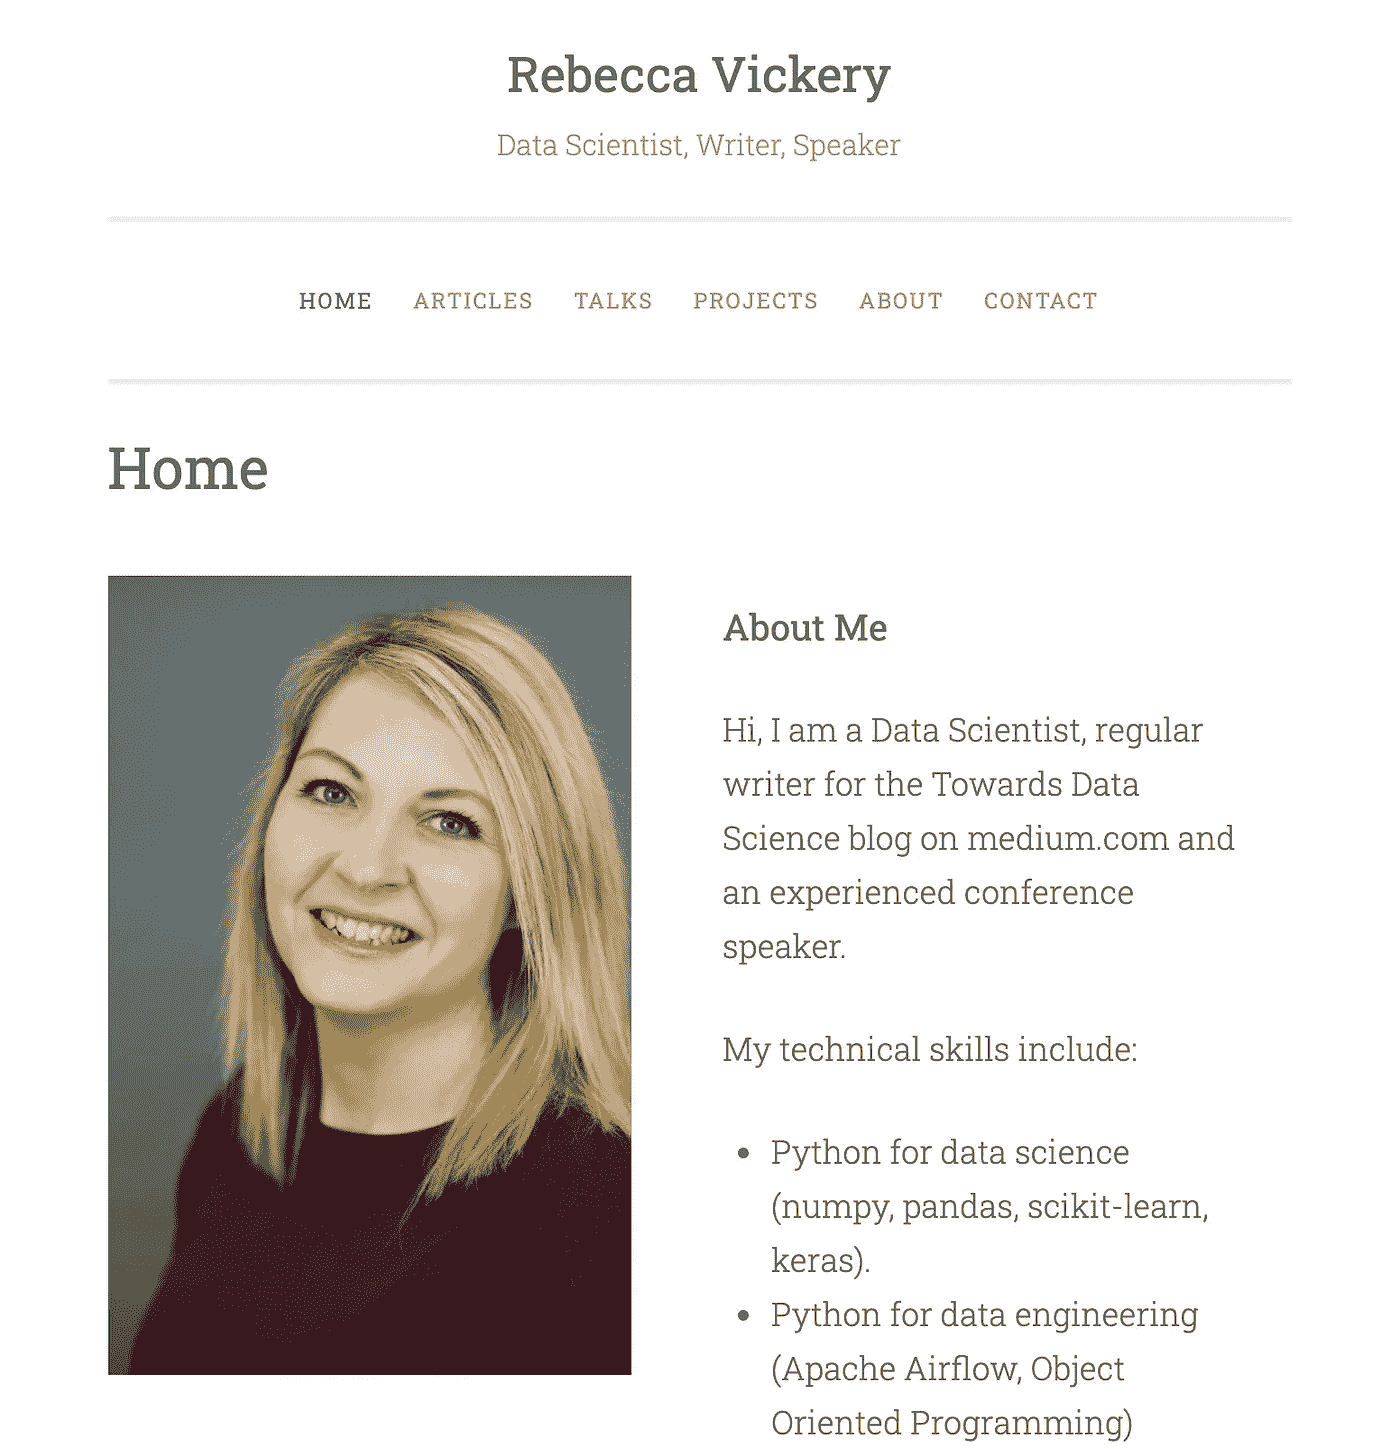 Rebecca Vickery
Data Scientist, Writer, Speaker
HOME ARTICLES TALKS PROJECTS ABOUT CONTACT
Home
About Me
Hi, I am a Data Scientist, regular
writer for the Towards Data
Science blog on medium.com and
an experienced conference
speaker.
My technical skills include:
• Python for data science
(numpy, pandas, scikit-learn,
keras).
• Python for data engineering
(Apache Airflow, Object
Oriented Programming)